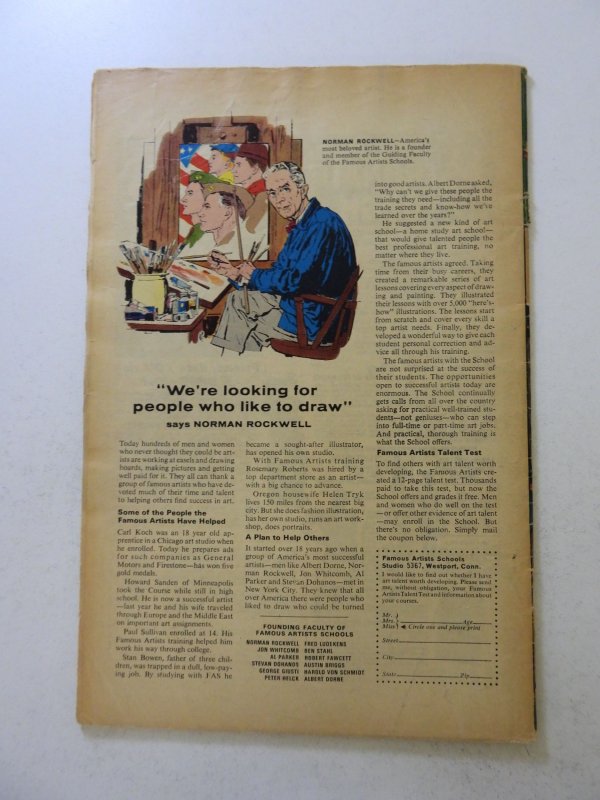 NORMAN ROCKWELL—America's
most beloved artist. He is a founder
and member of the Guiding Faculty
of the Famous Artists Schools.
"We're looking for
people who like to draw"
says NORMAN ROCKWELL
Today hundreds of men and women
who never thought they could be art-
ists are working at easels and drawing
boards, making pictures and getting
well paid for it. They all can thank a
group of famous artists who have de-
voted much of their time and talent
to helping others find success in art.
Some of the People the
Famous Artists Have Helped
Carl Koch was an 18 year old ap-
prentice in a Chicago art studio when
he enrolled. Today he prepares ads
for such companies as General
Motors and Firestone—has won five
gold medals.
Howard Sanden of Minneapolis
took the Course while still in high
school. He is now a successful artist
—last year he and his wife traveled
through Europe and the Middle East
on important art assignments.
Paul Sullivan enrolled at 14. His
Famous Artists training helped him
work his way through college.
Stan Bowen, father of three chil-
dren, was trapped in a dull, low-pay-
ing job. By studying with FAS he
became a sought-after illustrator,
has opened his own studio.
With Famous Artists training
Rosemary Roberts was hired by a
top department store as an artist—
with a big chance to advance.
Oregon housewife Helen Tryk
lives 150 miles from the nearest big
city. But she does fashion illustration,
has her own studio, runs an art work-
shop, does portraits.
A Plan to Help Others
It started over 18 years ago when a
group of America's most successful
artists—men like Albert Dorne, Nor-
man Rockwell, Jon Whitcomb, Al
Parker and Stevan Dohanos—met in
New York City. They knew that all
over America there were people who
liked to draw who could be turned
FOUNDING FACULTY OF
FAMOUS ARTISTS SCHOOLS
NORMAN ROCKWELL FRED LUDEKENS
JON WHITCOMB BEN STAHL
AL PARKER ROBERT FAWCETT
STEVAN DOHANOS AUSTIN BRIGGS
GEORGE GIUSTI HAROLD VON SCHMIDT
PETER HELCK ALBERT DORNE
into good artists. Albert Dorne asked,
"Why can't we give these people the
training they need—including all the
trade secrets and know-how we've
learned over the years?"
He suggested a new kind of art
school—a home study art school—
that would give talented people the
best professional art training, no
matter where they live.
The famous artists agreed. Taking
time from their busy careers, they
created a remarkable series of art
lessons covering every aspect of draw-
ing and painting. They illustrated
their lessons with over 5,000 "here's-
how" illustrations. The lessons start
from scratch and cover every skill a
top artist needs. Finally, they de-
veloped a wonderful way to give each
student personal correction and ad-
vice all through his training.
The famous artists with the School
are not surprised at the success of
their students. The opportunities
open to successful artists today are
enormous. The School continually
gets calls from all over the country
asking for practical well-trained stu-
dents—not geniuses—who can step
into full-time or part-time art jobs.
And practical, thorough training is
what the School offers.
Famous Artists Talent Test
To find others with art talent worth
developing, the Famous Artists cre-
ated a 12-page talent test. Thousands
paid to take this test, but now the
School offers and grades it free. Men
and women who do well on the test
—or offer other evidence of art talent
—may enroll in the School. But
there's no obligation. Simply mail
the coupon below.
Famous Artists Schools
Studio 5367, Westport, Conn.
I would like to find out whether I have
art talent worth developing. Please send
me, without obligation, your Famous
Artists Talent Test and information about
your courses.
Mr.
Mrs. Age
Miss Circle one and please print
Street
City
State Zip